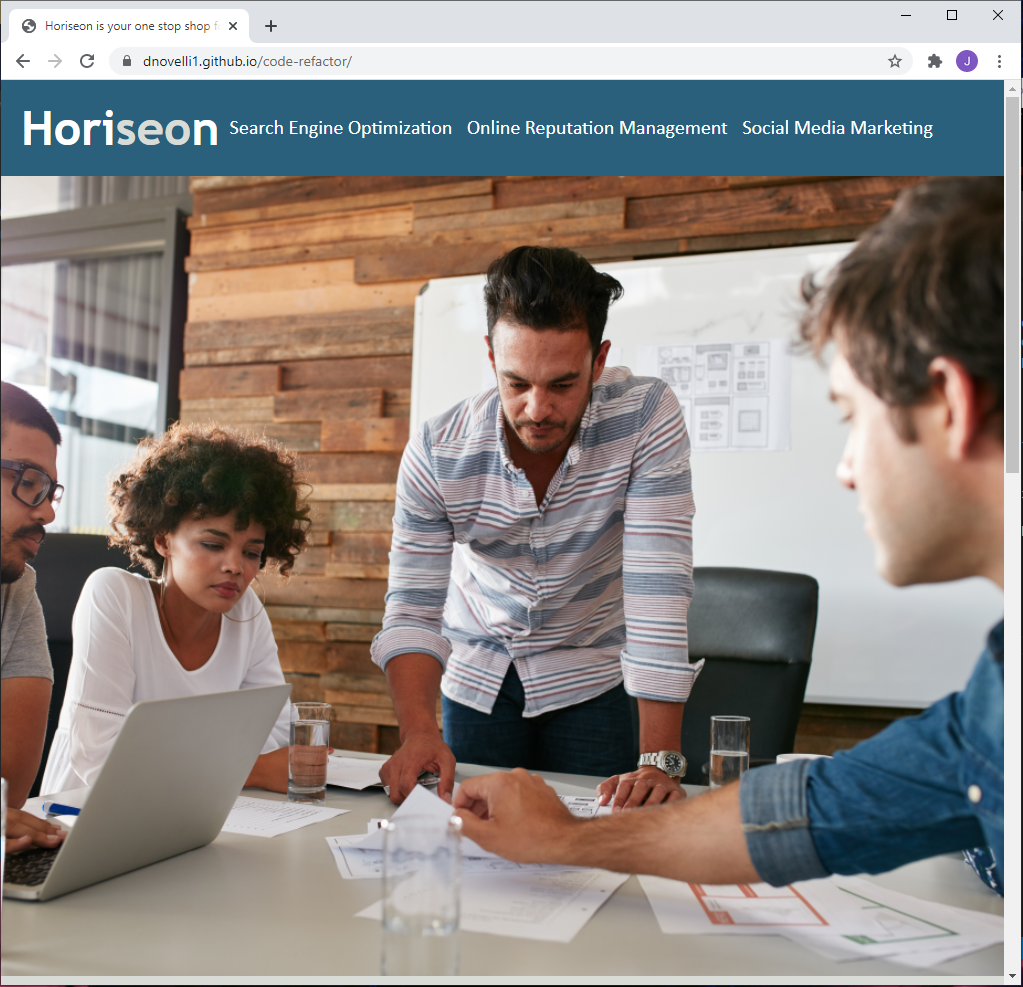 Horiseon is your one stop shop f
dnovelli1.github.io/code-refactor/
J
Horiseon Search Engine Optimization Online Reputation Management Social Media Marketing